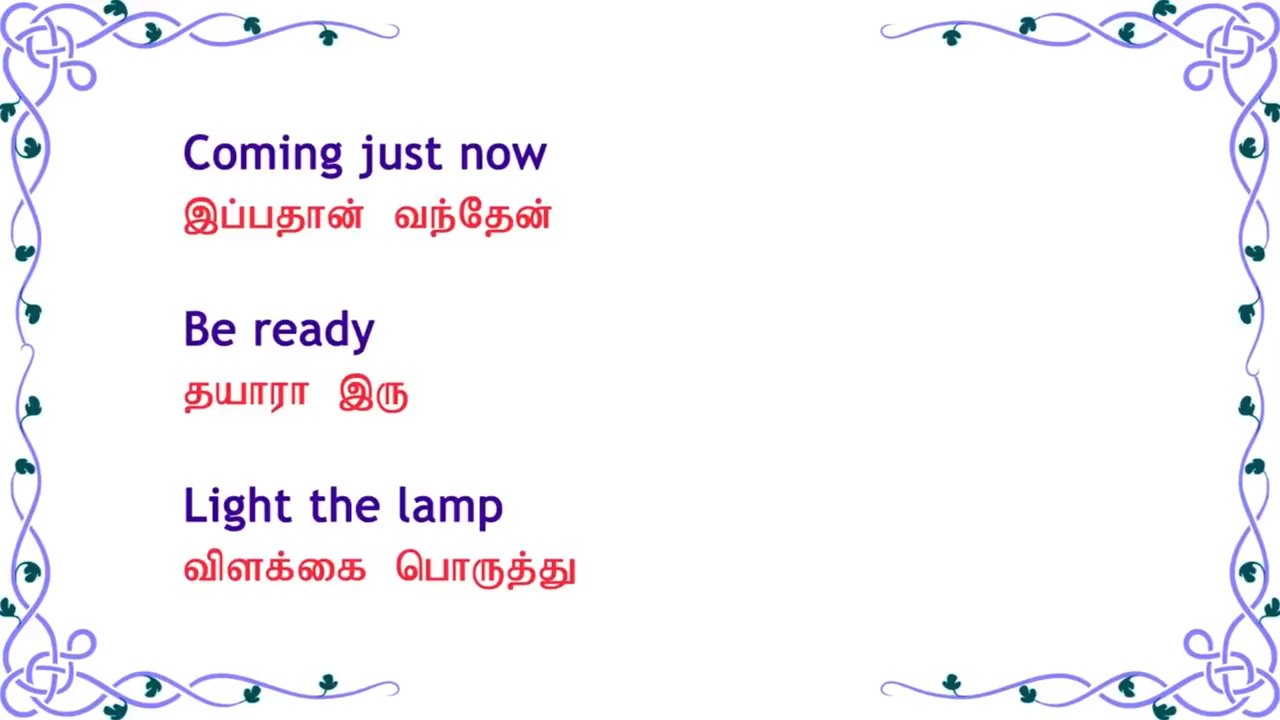 Coming just now
இப்பதான் வந்தேன்
Be ready
தயாரா இரு
Light the lamp
விளக்கை பொருத்து